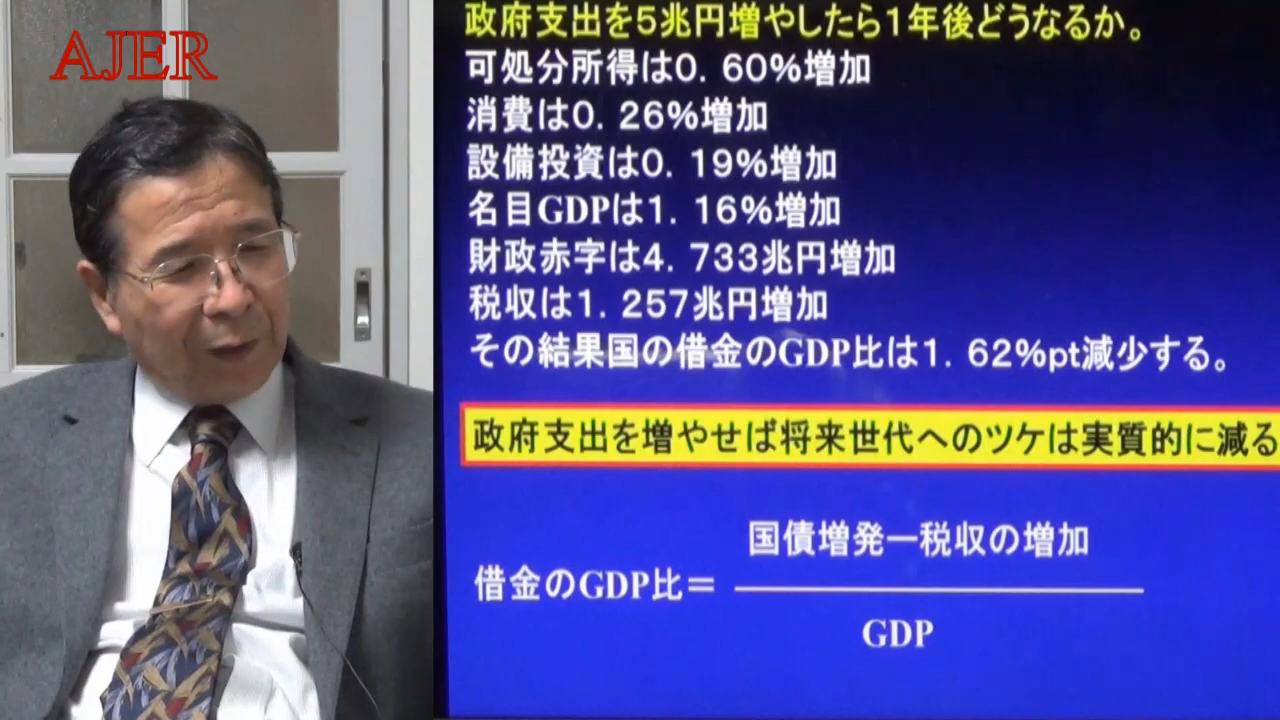 AJER
政府支出を5兆円増やしたら1年後どうなるか。
可処分所得は0. 60%増加
消費は0. 26%増加
設備投資は0. 19%増加
名目GDPは1. 16%増加
財政赤字は4. 733兆円増加
税収は1. 257兆円増加
その結果国の借金のGDP比は1. 62%pt減少する。
政府支出を増やせば将来世代へのツケは実質的に減る
国債増発ー税収の増加
借金のGDP比＝
GDP